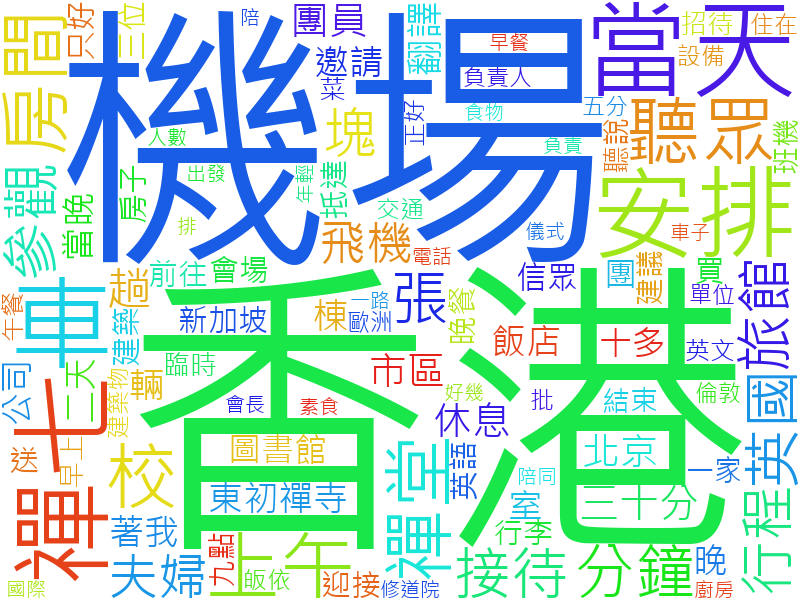 只好
三位
陪
團員
翻譯
早餐
當天
招待
住在
房間
機場
邀請
菜
負責人
設備
人數
塊
正好
食物
五分
聽眾
聽說
班機
負責
參觀
當晚
房子
出發
年輕
抵達
交通
安排
排
飛機
電話
儀式
車子
車
趟
前往
會場
香港
張
信眾
團
建議
買
旅館
午餐
建築
新加坡
棟
一路
歐洲
晚餐
飯店
十多
單位
英文
公司
二天
輛
臨時
市區
建築物
會長
素食
好幾
休息
批
結束
倫敦
英國
禪七
送
早上
校
圖書館
禪堂
英語
北京
一家
東初禪寺
陪同
室
三十分
行程
著我
九點
上午
行李
夫婦
皈依
迎接
修道院
接待
分鐘
晚
廚房
國際